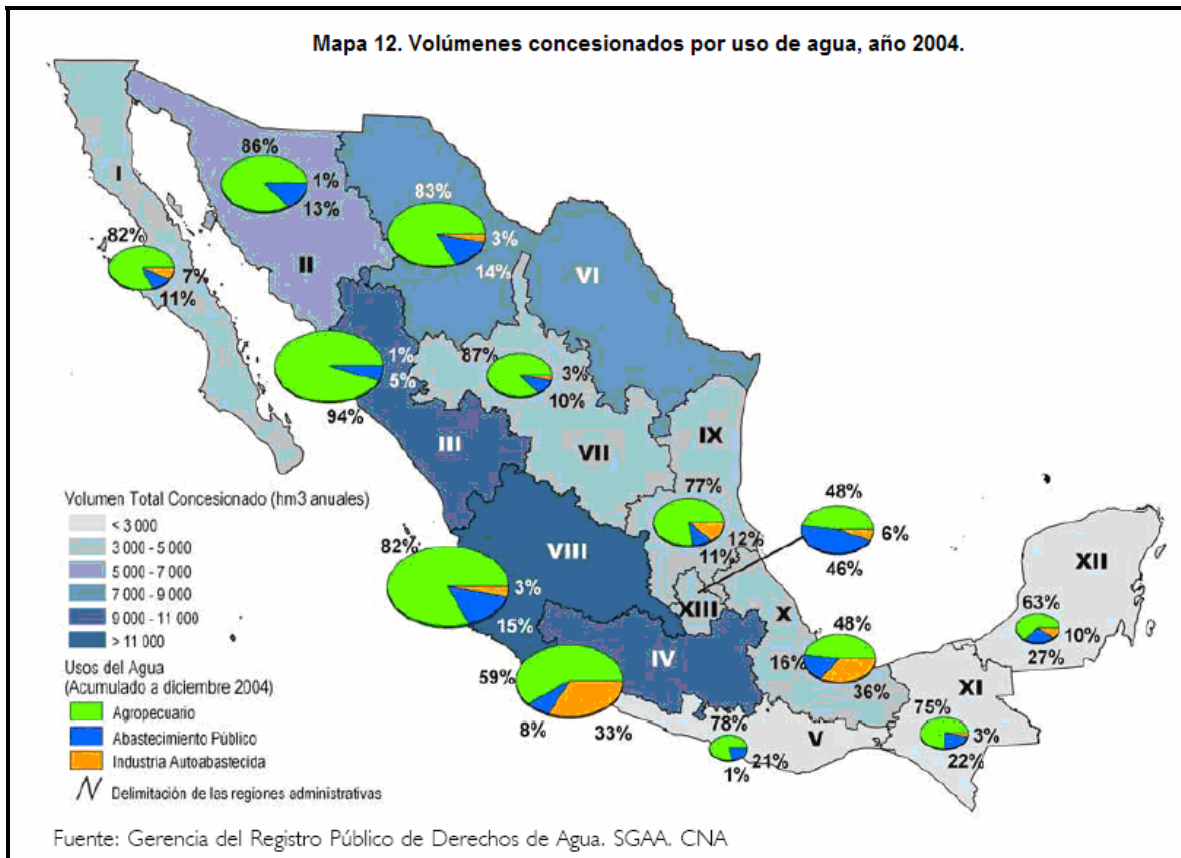 Mapa 12. Volúmenes concesionados por uso de agua, año 2004.
I
86%
1%
13%
83%
3%
14%
82%
7%
11%
II
VI
1%
5%
94%
87%
3%
10%
III
VII
IX
77%
12%
11%
48%
6%
46%
XII
82%
3%
15%
VIII
XIII
X
63%
10%
27%
48%
16%
36%
59%
8%
33%
IV
XI
75%
3%
22%
78%
21%
1%
V
Volumen Total Concesionado (hm3 anuales)
< 3 000
3 000 - 5 000
5 000 - 7 000
7 000 - 9 000
9 000 - 11 000
> 11 000
Usos del Agua
(Acumulado a diciembre 2004)
Agropecuario
Abastecimiento Público
Industria Autoabastecida
Delimitación de las regiones administrativas
Fuente: Gerencia del Registro Público de Derechos de Agua. SGAA. CNA